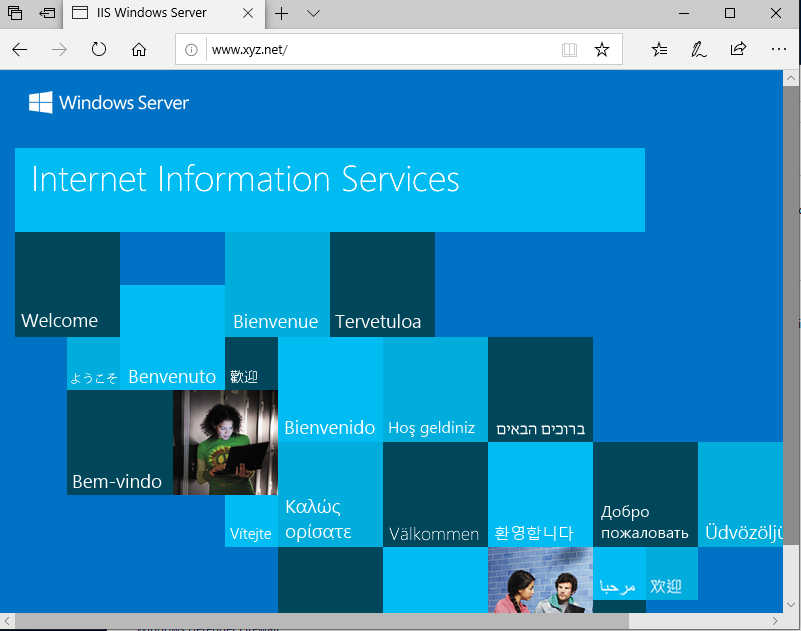 IIS Windows Server
www.xyz.net/
Windows Server
Internet Information Services
Welcome
Bienvenue
Tervetuloa
ようこそ
Benvenuto
歡迎
Bienvenido
Hoş geldiniz
ברוכים הבאים
Bem-vindo
Vítejte
Καλώς
ορίσατε
Välkommen
환영합니다
Добро
пожаловать
Üdvözöljü
مرحبا
欢迎